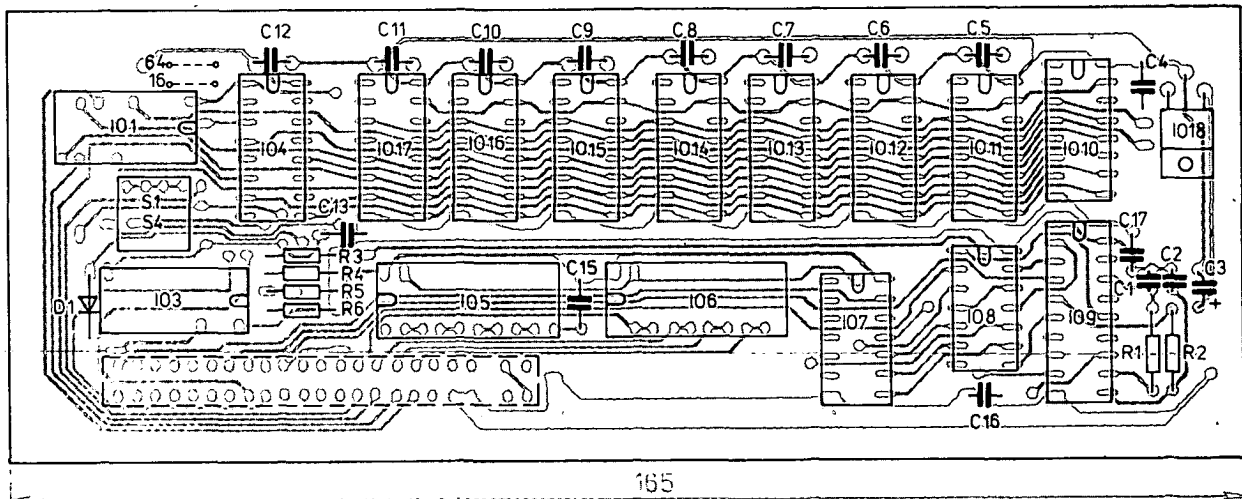 C12 C11 C10 C9 C8 C7 C6 C5
C4
64
16
IO1 IO4 IO17 IO16 IO15 IO14 IO13 IO12 IO11 IO10 IO18
S1
S4
C13
C17
R3
R4
R5
R6
D1 IO3 IO5 C15 IO6 IO7 IO8 IO9
C1 C2 C3
+
R1 R2
C16
165